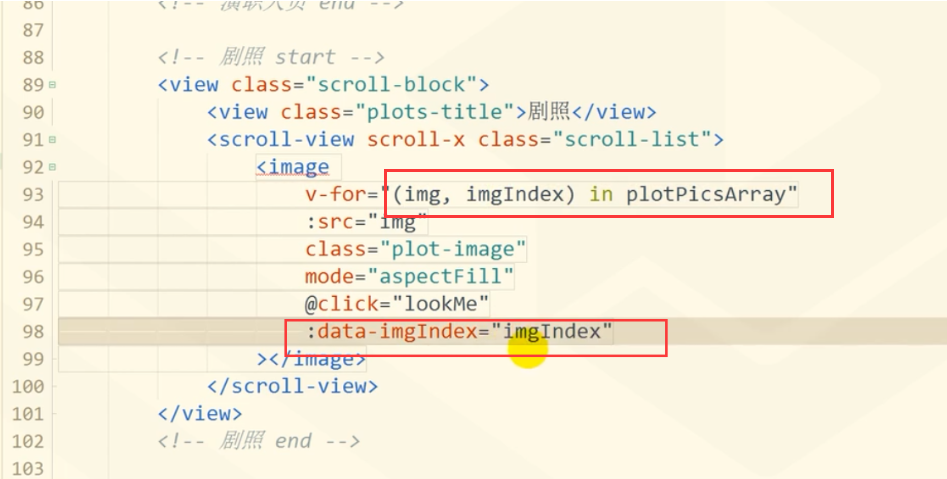 86 <!-- 演职人员 end -->
87
88 <!-- 剧照 start -->
89 <view class="scroll-block">
90 <view class="plots-title">剧照</view>
91 <scroll-view scroll-x class="scroll-list">
92 <image
93 v-for="(img, imgIndex) in plotPicsArray"
94 :src="img"
95 class="plot-image"
96 mode="aspectFill"
97 @click="lookMe"
98 :data-imgIndex="imgIndex"
99 ></image>
100 </scroll-view>
101 </view>
102 <!-- 剧照 end -->
103